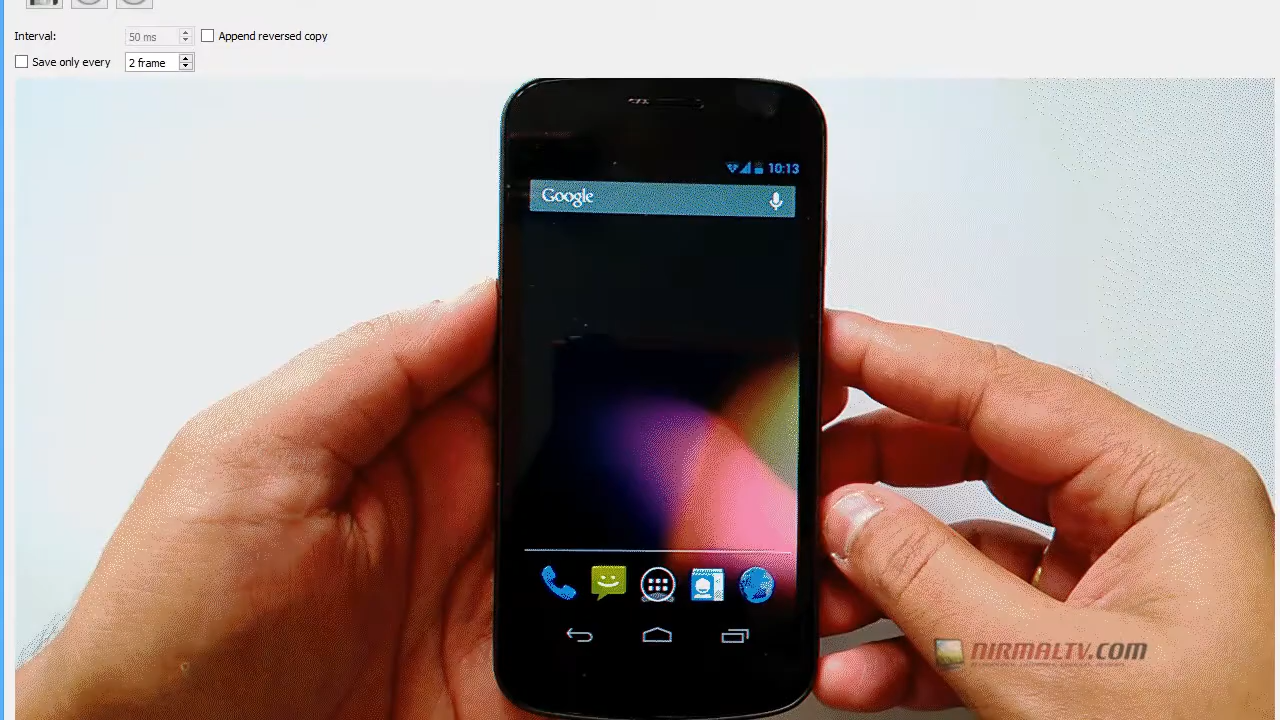 Interval:
50 ms
Append reversed copy
Save only every
2 frame
10:13
Google
NIRMALTV.COM